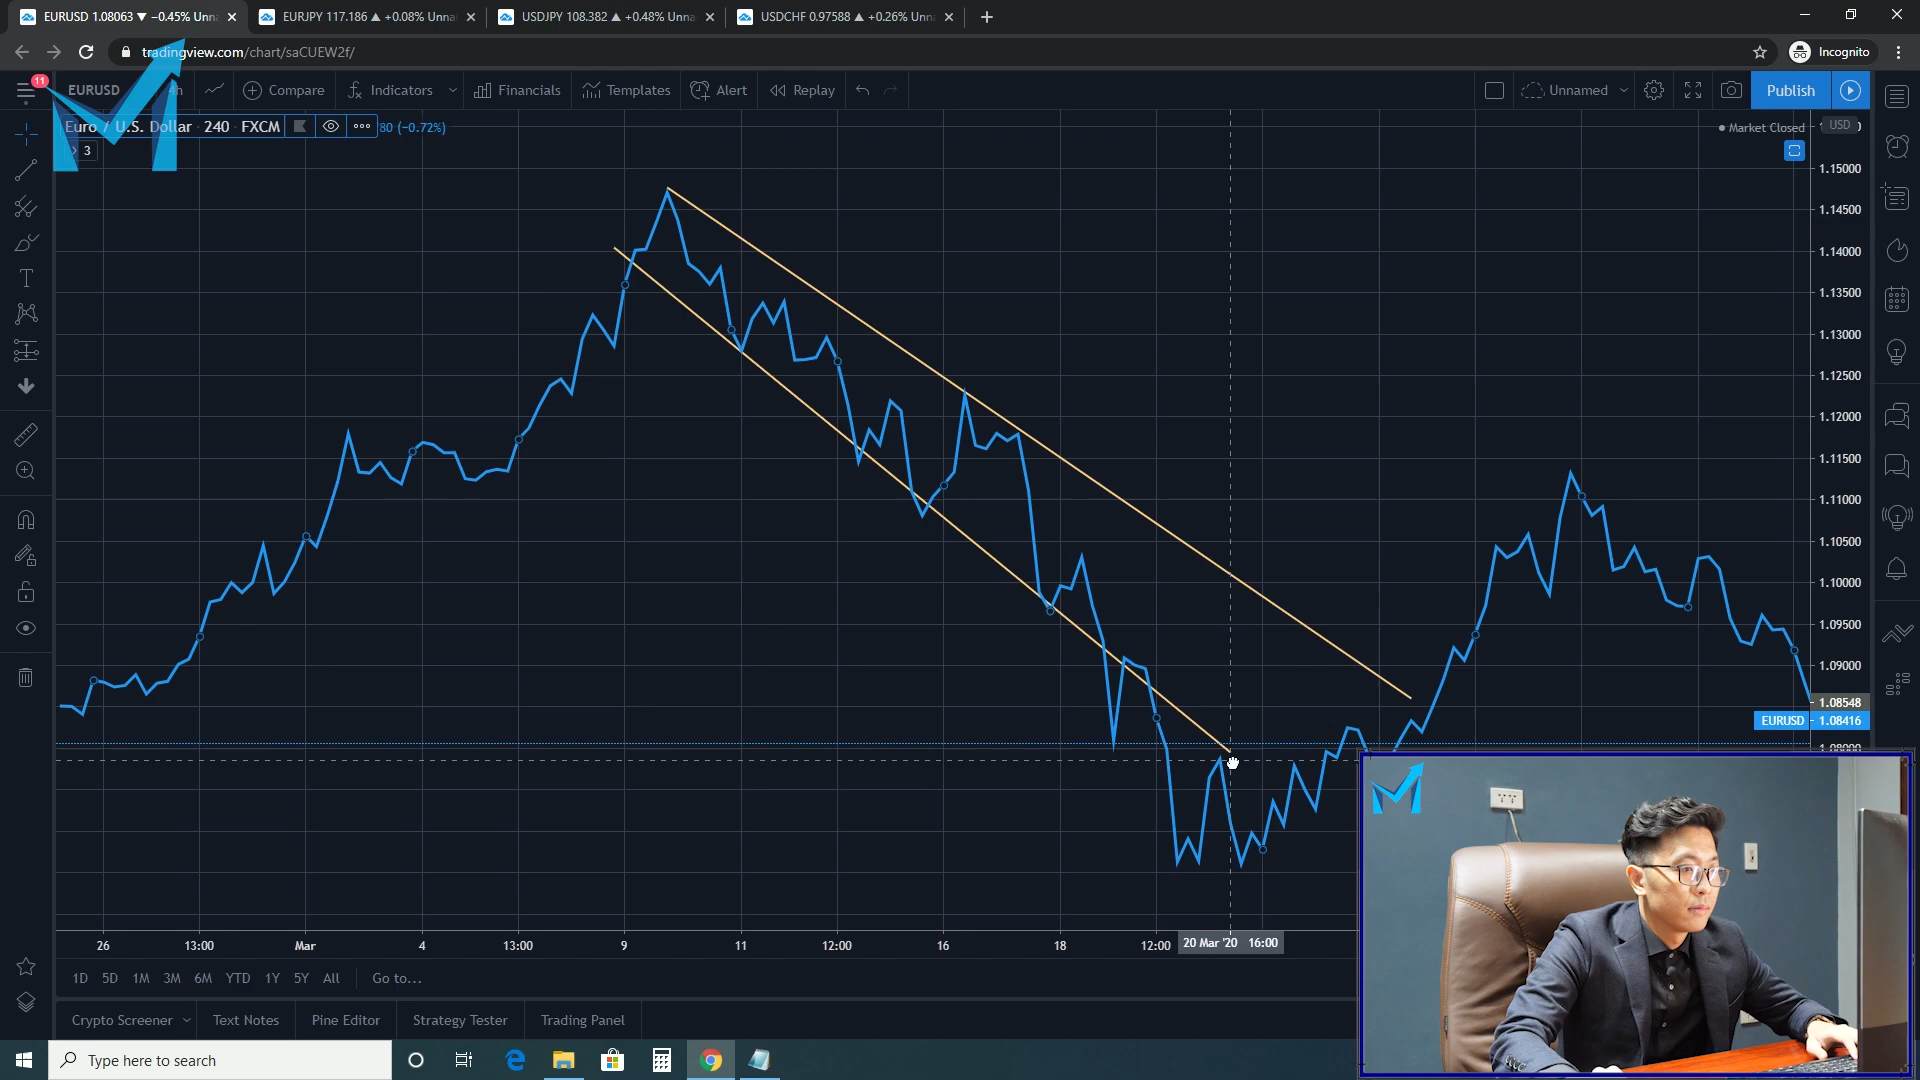 EURUSD 1.08063 ▼ −0.45% Unna
EURJPY 117.186 ▲ +0.08% Unna
USDJPY 108.382 ▲ +0.48% Unna
USDCHF 0.97588 ▲ +0.26% Unn
tradingview.com/chart/saCUEW2f/
Incognito
11
EURUSD
4h
Compare
Indicators
Financials
Templates
Alert
Replay
Unnamed
Publish
Euro / U.S. Dollar · 240 · FXCM
80 (−0.72%)
3
Market Closed
USD
1.15000
1.14500
1.14000
1.13500
1.13000
1.12500
1.12000
1.11500
1.11000
1.10500
1.10000
1.09500
1.09000
1.08548
EURUSD 1.08416
1.08000
26
13:00
Mar
4
13:00
9
11
12:00
16
18
12:00
20 Mar '20 16:00
1D 5D 1M 3M 6M YTD 1Y 5Y All
Go to...
Crypto Screener
Text Notes
Pine Editor
Strategy Tester
Trading Panel
Type here to search